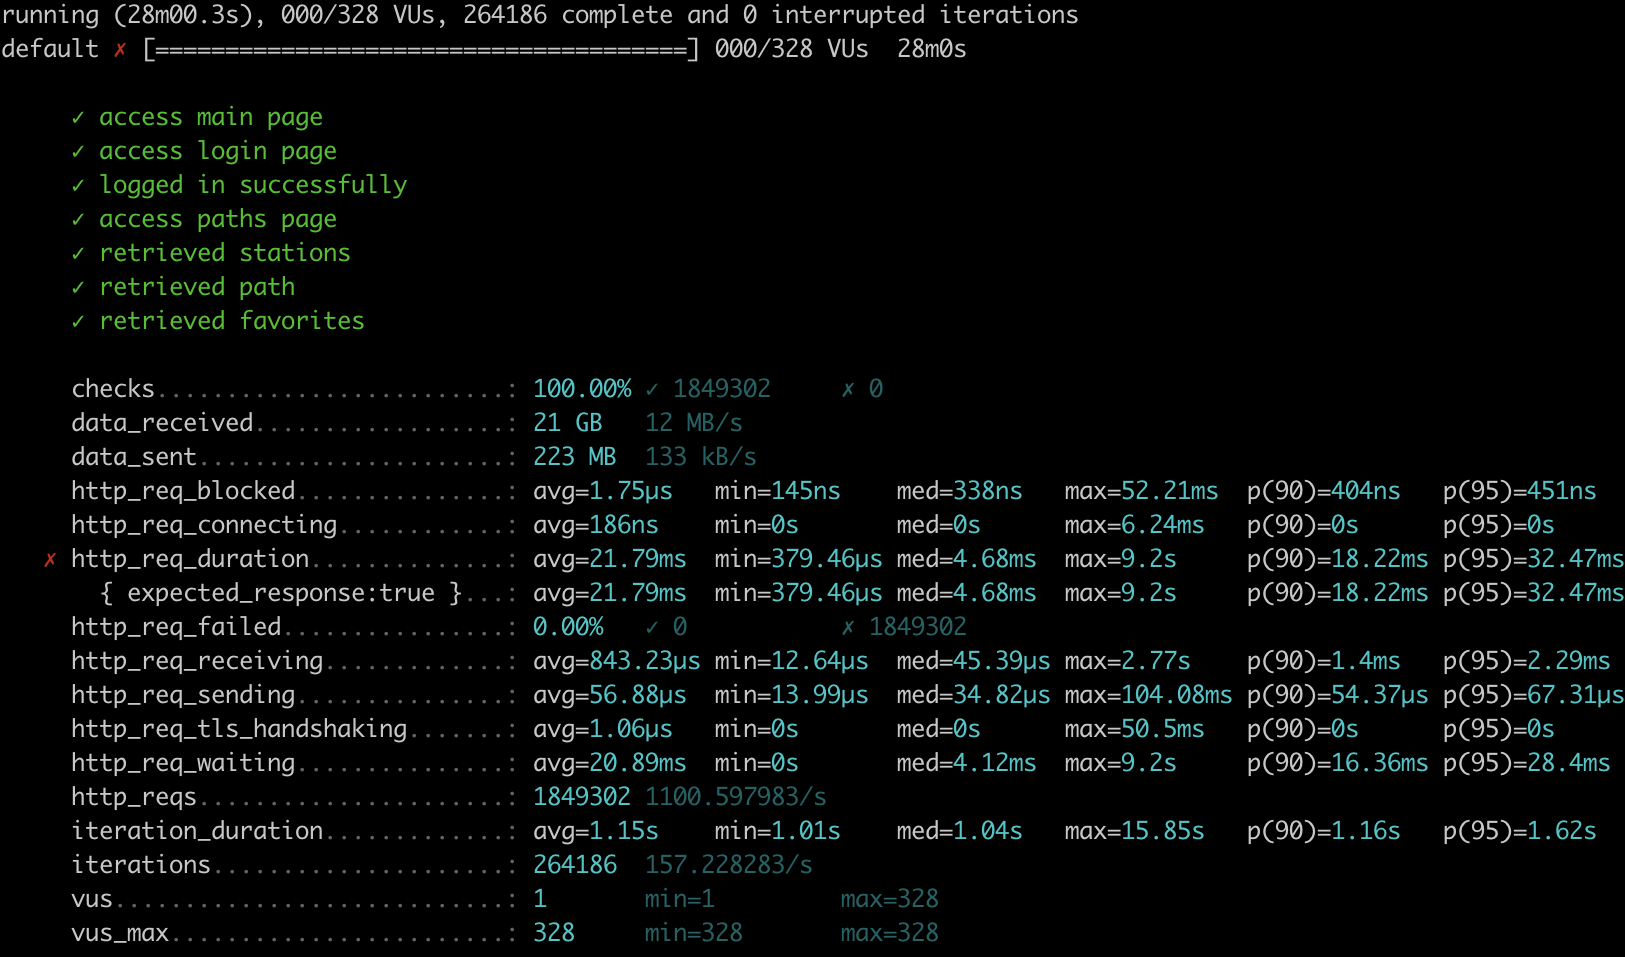 running (28m00.3s), 000/328 VUs, 264186 complete and 0 interrupted iterations
default ✗ [======================================] 000/328 VUs  28m0s
✓ access main page
✓ access login page
✓ logged in successfully
✓ access paths page
✓ retrieved stations
✓ retrieved path
✓ retrieved favorites
checks.........................: 100.00% ✓ 1849302     ✗ 0
data_received..................: 21 GB   12 MB/s
data_sent......................: 223 MB  133 kB/s
http_req_blocked...............: avg=1.75µs   min=145ns    med=338ns   max=52.21ms  p(90)=404ns   p(95)=451ns
http_req_connecting............: avg=186ns    min=0s       med=0s      max=6.24ms   p(90)=0s      p(95)=0s
✗ http_req_duration..............: avg=21.79ms  min=379.46µs med=4.68ms  max=9.2s     p(90)=18.22ms p(95)=32.47ms
{ expected_response:true }...: avg=21.79ms  min=379.46µs med=4.68ms  max=9.2s     p(90)=18.22ms p(95)=32.47ms
http_req_failed................: 0.00%   ✓ 0           ✗ 1849302
http_req_receiving.............: avg=843.23µs min=12.64µs  med=45.39µs max=2.77s    p(90)=1.4ms   p(95)=2.29ms
http_req_sending...............: avg=56.88µs  min=13.99µs  med=34.82µs max=104.08ms p(90)=54.37µs p(95)=67.31µs
http_req_tls_handshaking.......: avg=1.06µs   min=0s       med=0s      max=50.5ms   p(90)=0s      p(95)=0s
http_req_waiting...............: avg=20.89ms  min=0s       med=4.12ms  max=9.2s     p(90)=16.36ms p(95)=28.4ms
http_reqs......................: 1849302 1100.597983/s
iteration_duration.............: avg=1.15s    min=1.01s    med=1.04s   max=15.85s   p(90)=1.16s   p(95)=1.62s
iterations.....................: 264186  157.228283/s
vus............................: 1       min=1         max=328
vus_max........................: 328     min=328       max=328